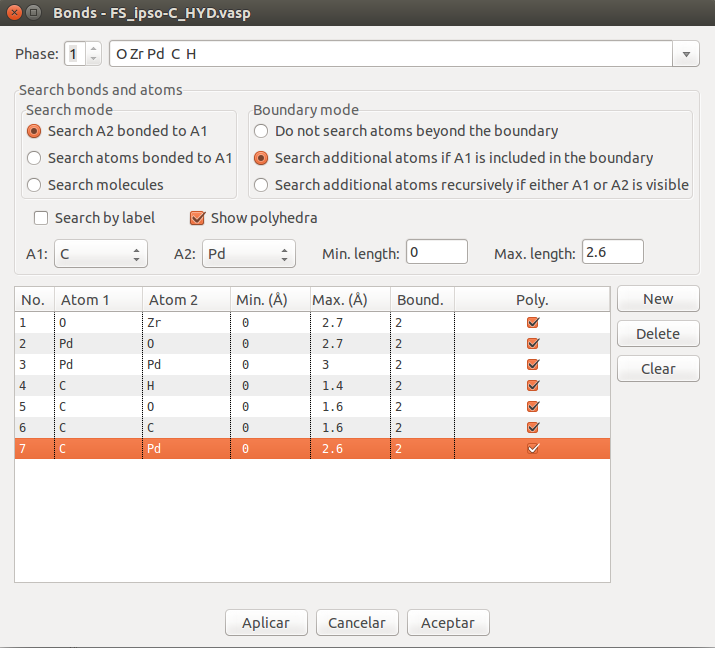 Bonds - FS_ipso-C_HYD.vasp
Phase: 1 O Zr Pd C H
Search bonds and atoms
Search mode
Boundary mode
Search A2 bonded to A1
Do not search atoms beyond the boundary
Search atoms bonded to A1
Search additional atoms if A1 is included in the boundary
Search molecules
Search additional atoms recursively if either A1 or A2 is visible
Search by label Show polyhedra
A1: C A2: Pd Min. length: 0 Max. length: 2.6
No. Atom 1 Atom 2 Min. (Å) Max. (Å) Bound. Poly.
1 O Zr 0 2.7 2
2 Pd O 0 2.7 2
3 Pd Pd 0 3 2
4 C H 0 1.4 2
5 C O 0 1.6 2
6 C C 0 1.6 2
7 C Pd 0 2.6 2
New
Delete
Clear
Aplicar Cancelar Aceptar